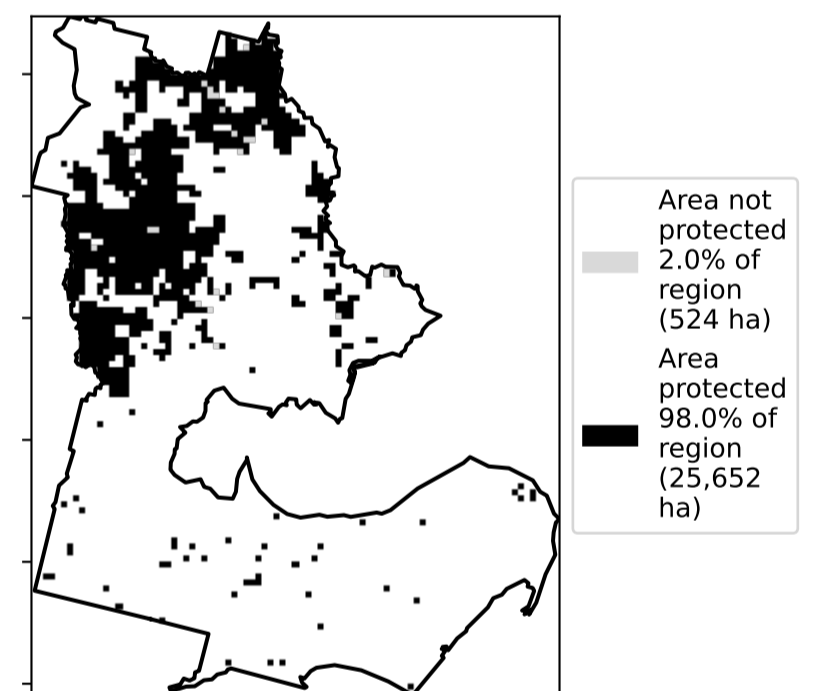 Area not
protected
2.0% of
region
(524 ha)
Area
protected
98.0% of
region
(25,652
ha)